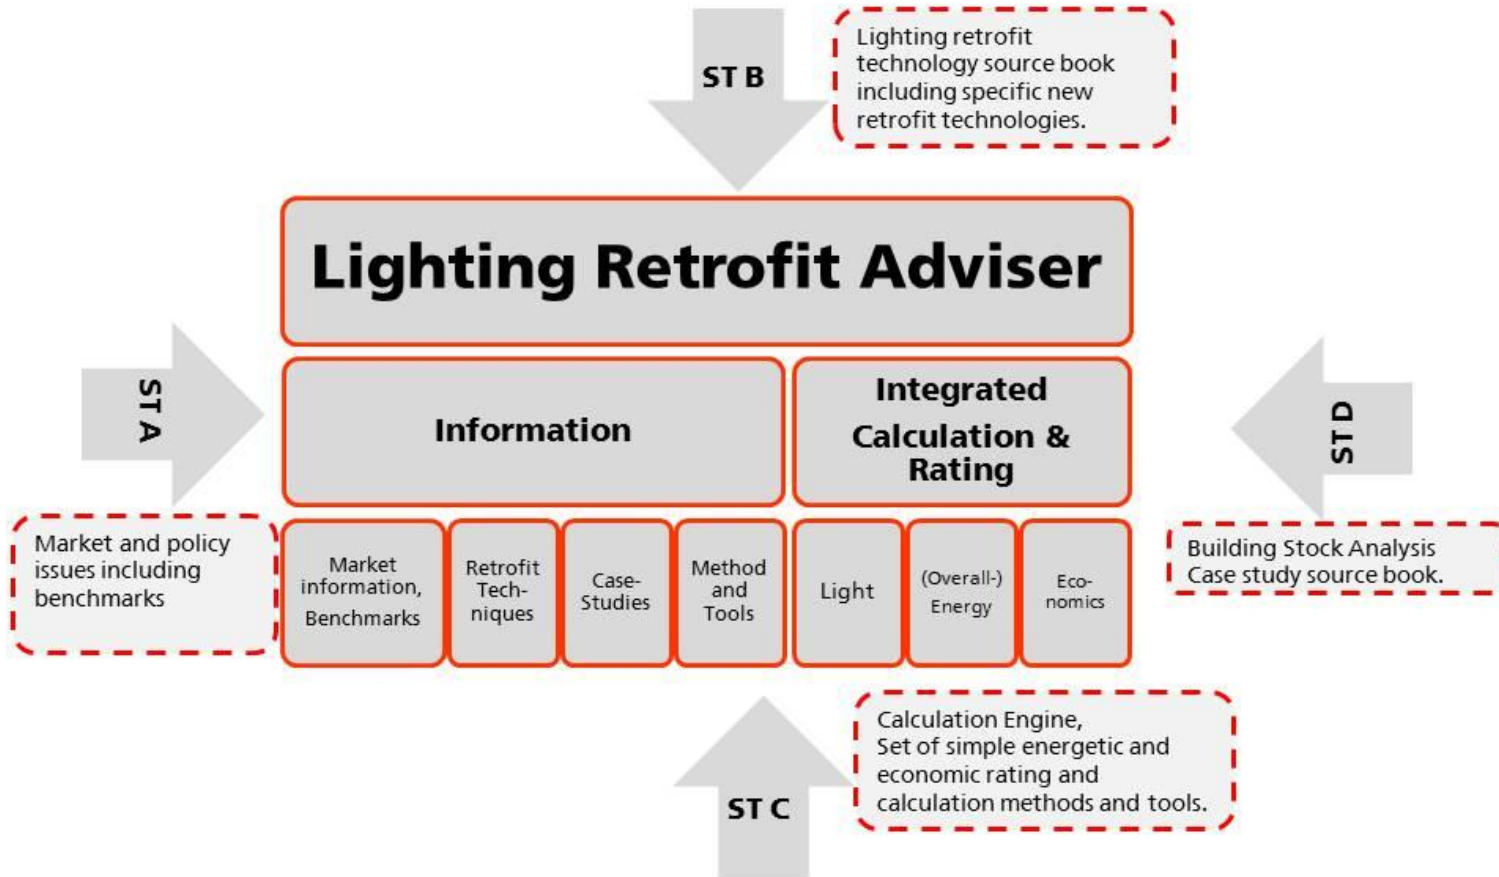 ST B
Lighting retrofit
technology source book
including specific new
retrofit technologies.
Lighting Retrofit Adviser
ST A
Information
Integrated
Calculation &
Rating
ST D
Market and policy
issues including
benchmarks
Market
information,
Benchmarks
Retrofit
Tech-
niques
Case-
Studies
Method
and
Tools
Light
(Overall-)
Energy
Eco-
nomics
Building Stock Analysis
Case study source book.
ST C
Calculation Engine,
Set of simple energetic and
economic rating and
calculation methods and tools.